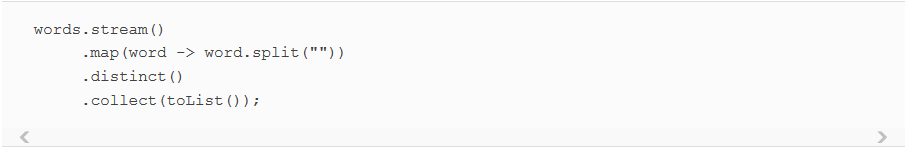 words.stream()
     .map(word -> word.split(""))
     .distinct()
     .collect(toList());